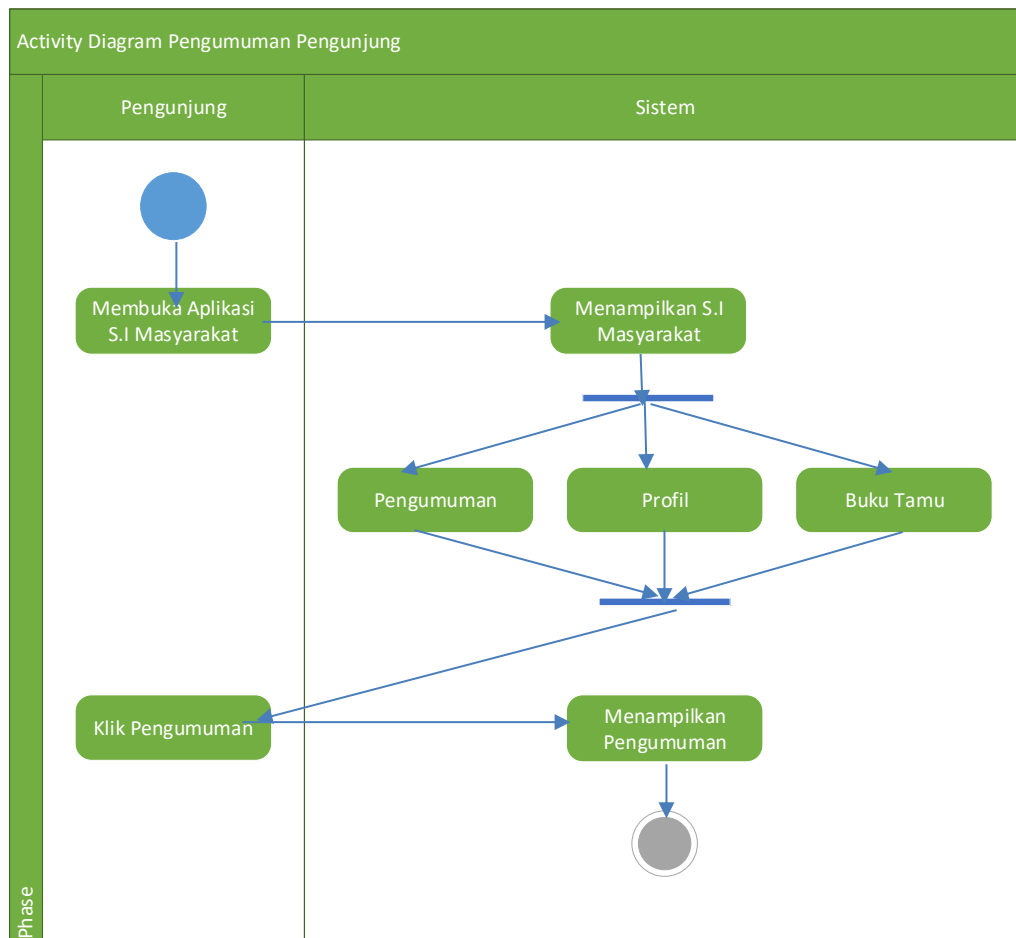 Activity Diagram Pengumuman Pengunjung
Pengunjung
Sistem
Membuka Aplikasi
S.I Masyarakat
Menampilkan S.I
Masyarakat
Pengumuman
Profil
Buku Tamu
Klik Pengumuman
Menampilkan
Pengumuman
Phase